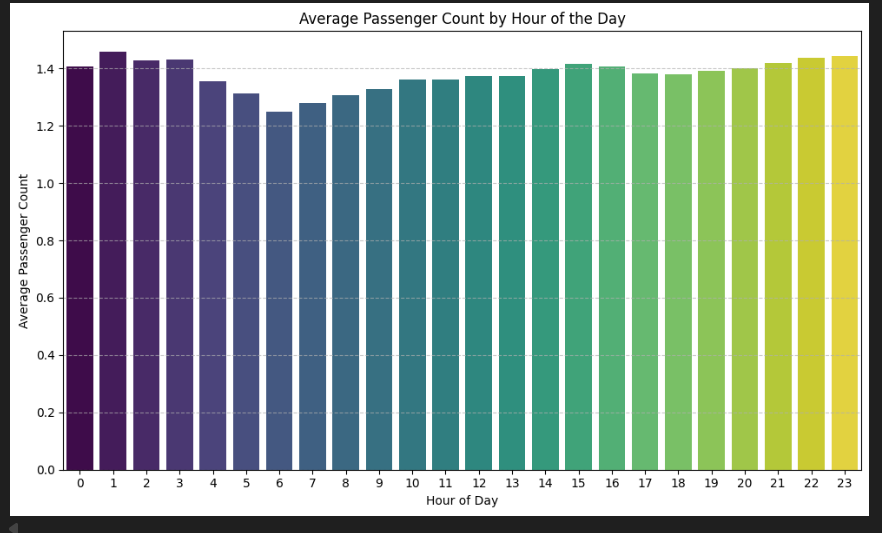 Average Passenger Count by Hour of the Day
Average Passenger Count
1.4
1.2
1.0
0.8
0.6
0.4
0.2
0.0
0 1 2 3 4 5 6 7 8 9 10 11 12 13 14 15 16 17 18 19 20 21 22 23
Hour of Day